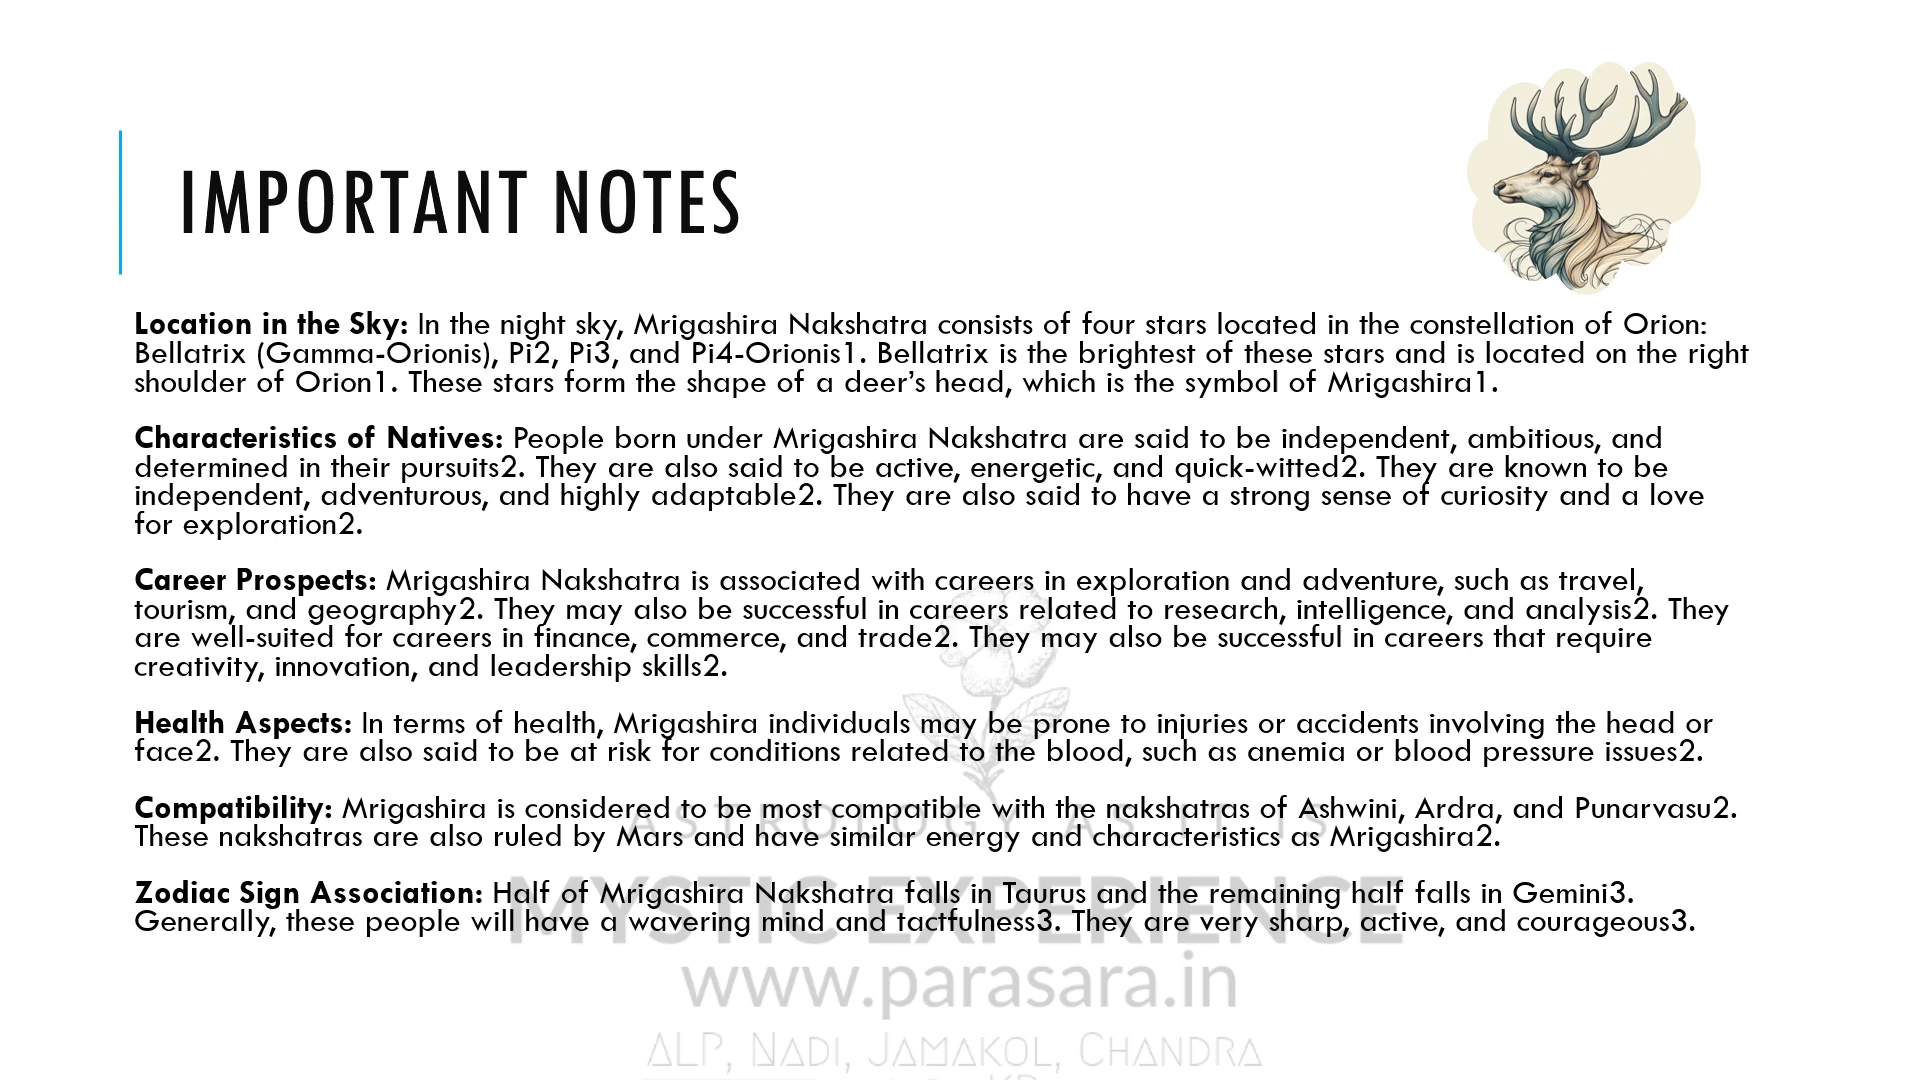 IMPORTANT NOTES
Location in the Sky: In the night sky, Mrigashira Nakshatra consists of four stars located in the constellation of Orion:
Bellatrix (Gamma-Orionis), Pi2, Pi3, and Pi4-Orionis1. Bellatrix is the brightest of these stars and is located on the right
shoulder of Orion1. These stars form the shape of a deer’s head, which is the symbol of Mrigashira1.
Characteristics of Natives: People born under Mrigashira Nakshatra are said to be independent, ambitious, and
determined in their pursuits2. They are also said to be active, energetic, and quick-witted2. They are known to be
independent, adventurous, and highly adaptable2. They are also said to have a strong sense of curiosity and a love
for exploration2.
Career Prospects: Mrigashira Nakshatra is associated with careers in exploration and adventure, such as travel,
tourism, and geography2. They may also be successful in careers related to research, intelligence, and analysis2. They
are well-suited for careers in finance, commerce, and trade2. They may also be successful in careers that require
creativity, innovation, and leadership skills2.
Health Aspects: In terms of health, Mrigashira individuals may be prone to injuries or accidents involving the head or
face2. They are also said to be at risk for conditions related to the blood, such as anemia or blood pressure issues2.
Compatibility: Mrigashira is considered to be most compatible with the nakshatras of Ashwini, Ardra, and Punarvasu2.
These nakshatras are also ruled by Mars and have similar energy and characteristics as Mrigashira2.
Zodiac Sign Association: Half of Mrigashira Nakshatra falls in Taurus and the remaining half falls in Gemini3.
Generally, these people will have a wavering mind and tactfulness3. They are very sharp, active, and courageous3.
ASTROLOGY AS IT IS
MYSTIC EXPERIENCE
www.parasara.in
ALP, NADI, JAMAKOL, CHANDRA